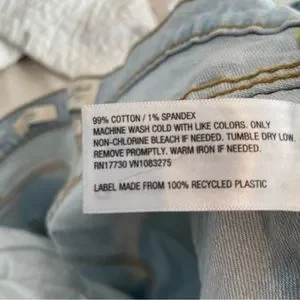 99% COTTON / 1% SPANDEX
MACHINE WASH COLD WITH LIKE COLORS. ONLY
NON-CHLORINE BLEACH IF NEEDED. TUMBLE DRY LOW.
REMOVE PROMPTLY. WARM IRON IF NEEDED.
RN17730 VN1083275
LABEL MADE FROM 100% RECYCLED PLASTIC